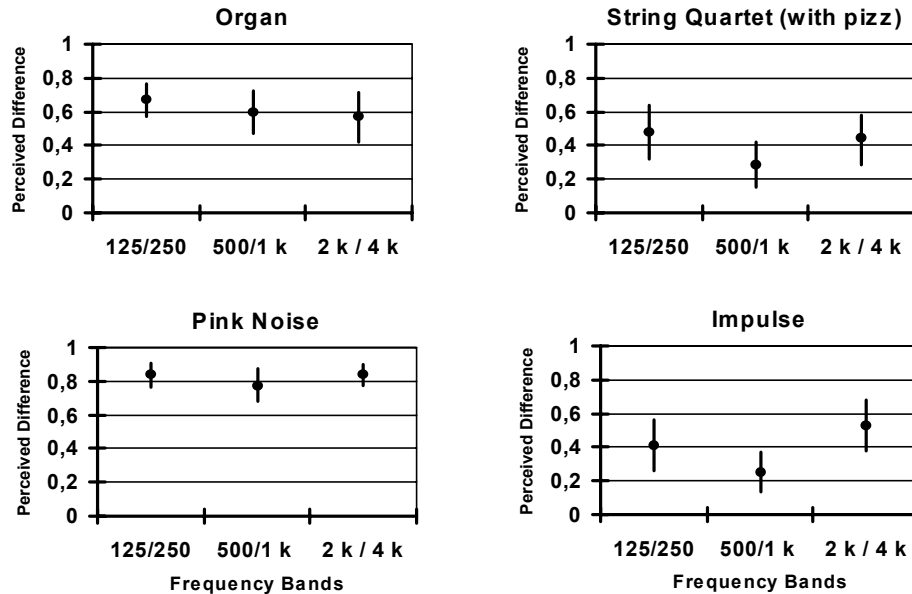 Organ
Perceived Difference
1
0,8
0,6
0,4
0,2
0
125/250 500/1 k 2 k / 4 k
String Quartet (with pizz)
Perceived Difference
1
0,8
0,6
0,4
0,2
0
125/250 500/1 k 2 k / 4 k
Pink Noise
Perceived Difference
1
0,8
0,6
0,4
0,2
0
125/250 500/1 k 2 k / 4 k
Frequency Bands
Impulse
Perceived Difference
1
0,8
0,6
0,4
0,2
0
125/250 500/1 k 2 k / 4 k
Frequency Bands